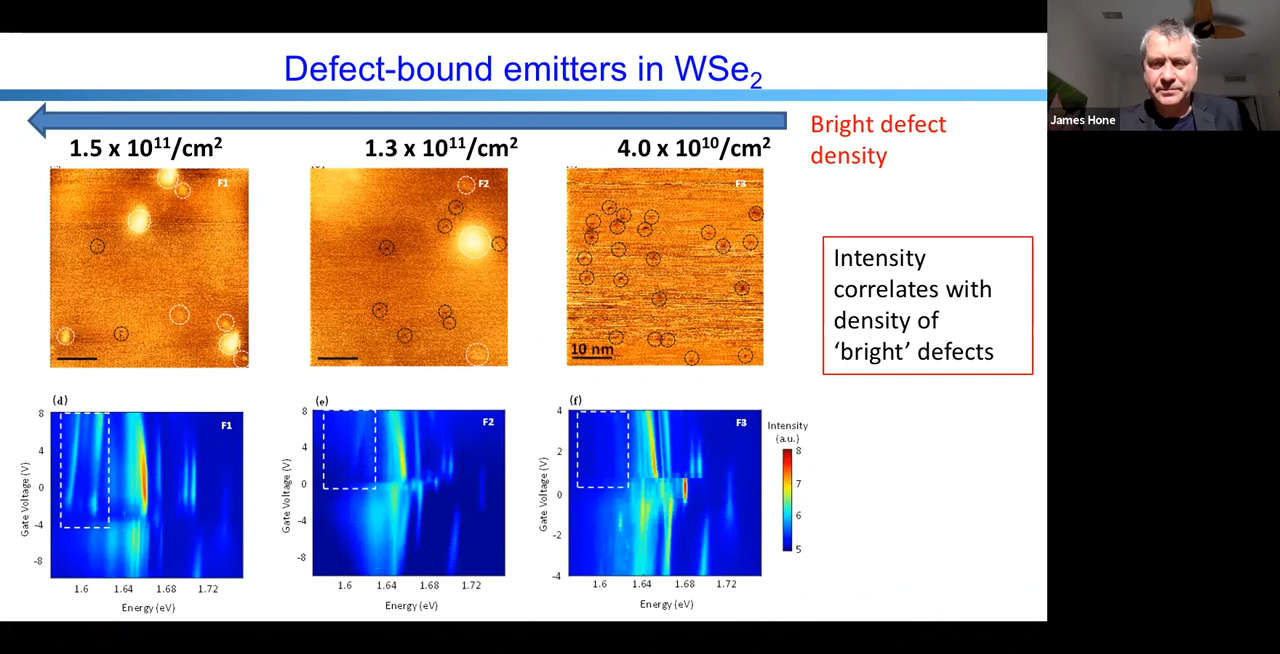 Defect-bound emitters in WSe₂
Bright defect
density
1.5 x 10¹¹/cm²
1.3 x 10¹¹/cm²
4.0 x 10¹⁰/cm²
F1
F2
F3
10 nm
Intensity
correlates with
density of
‘bright’ defects
James Hone
(d)
F1
8
4
0
-4
-8
Gate Voltage (V)
1.6 1.64 1.68 1.72
Energy (eV)
(e)
F2
8
4
0
-4
-8
Gate Voltage (V)
1.6 1.64 1.68 1.72
Energy (eV)
(f)
F3
4
2
0
-2
-4
Gate Voltage (V)
1.6 1.64 1.68 1.72
Energy (eV)
Intensity
(a.u.)
8
7
6
5